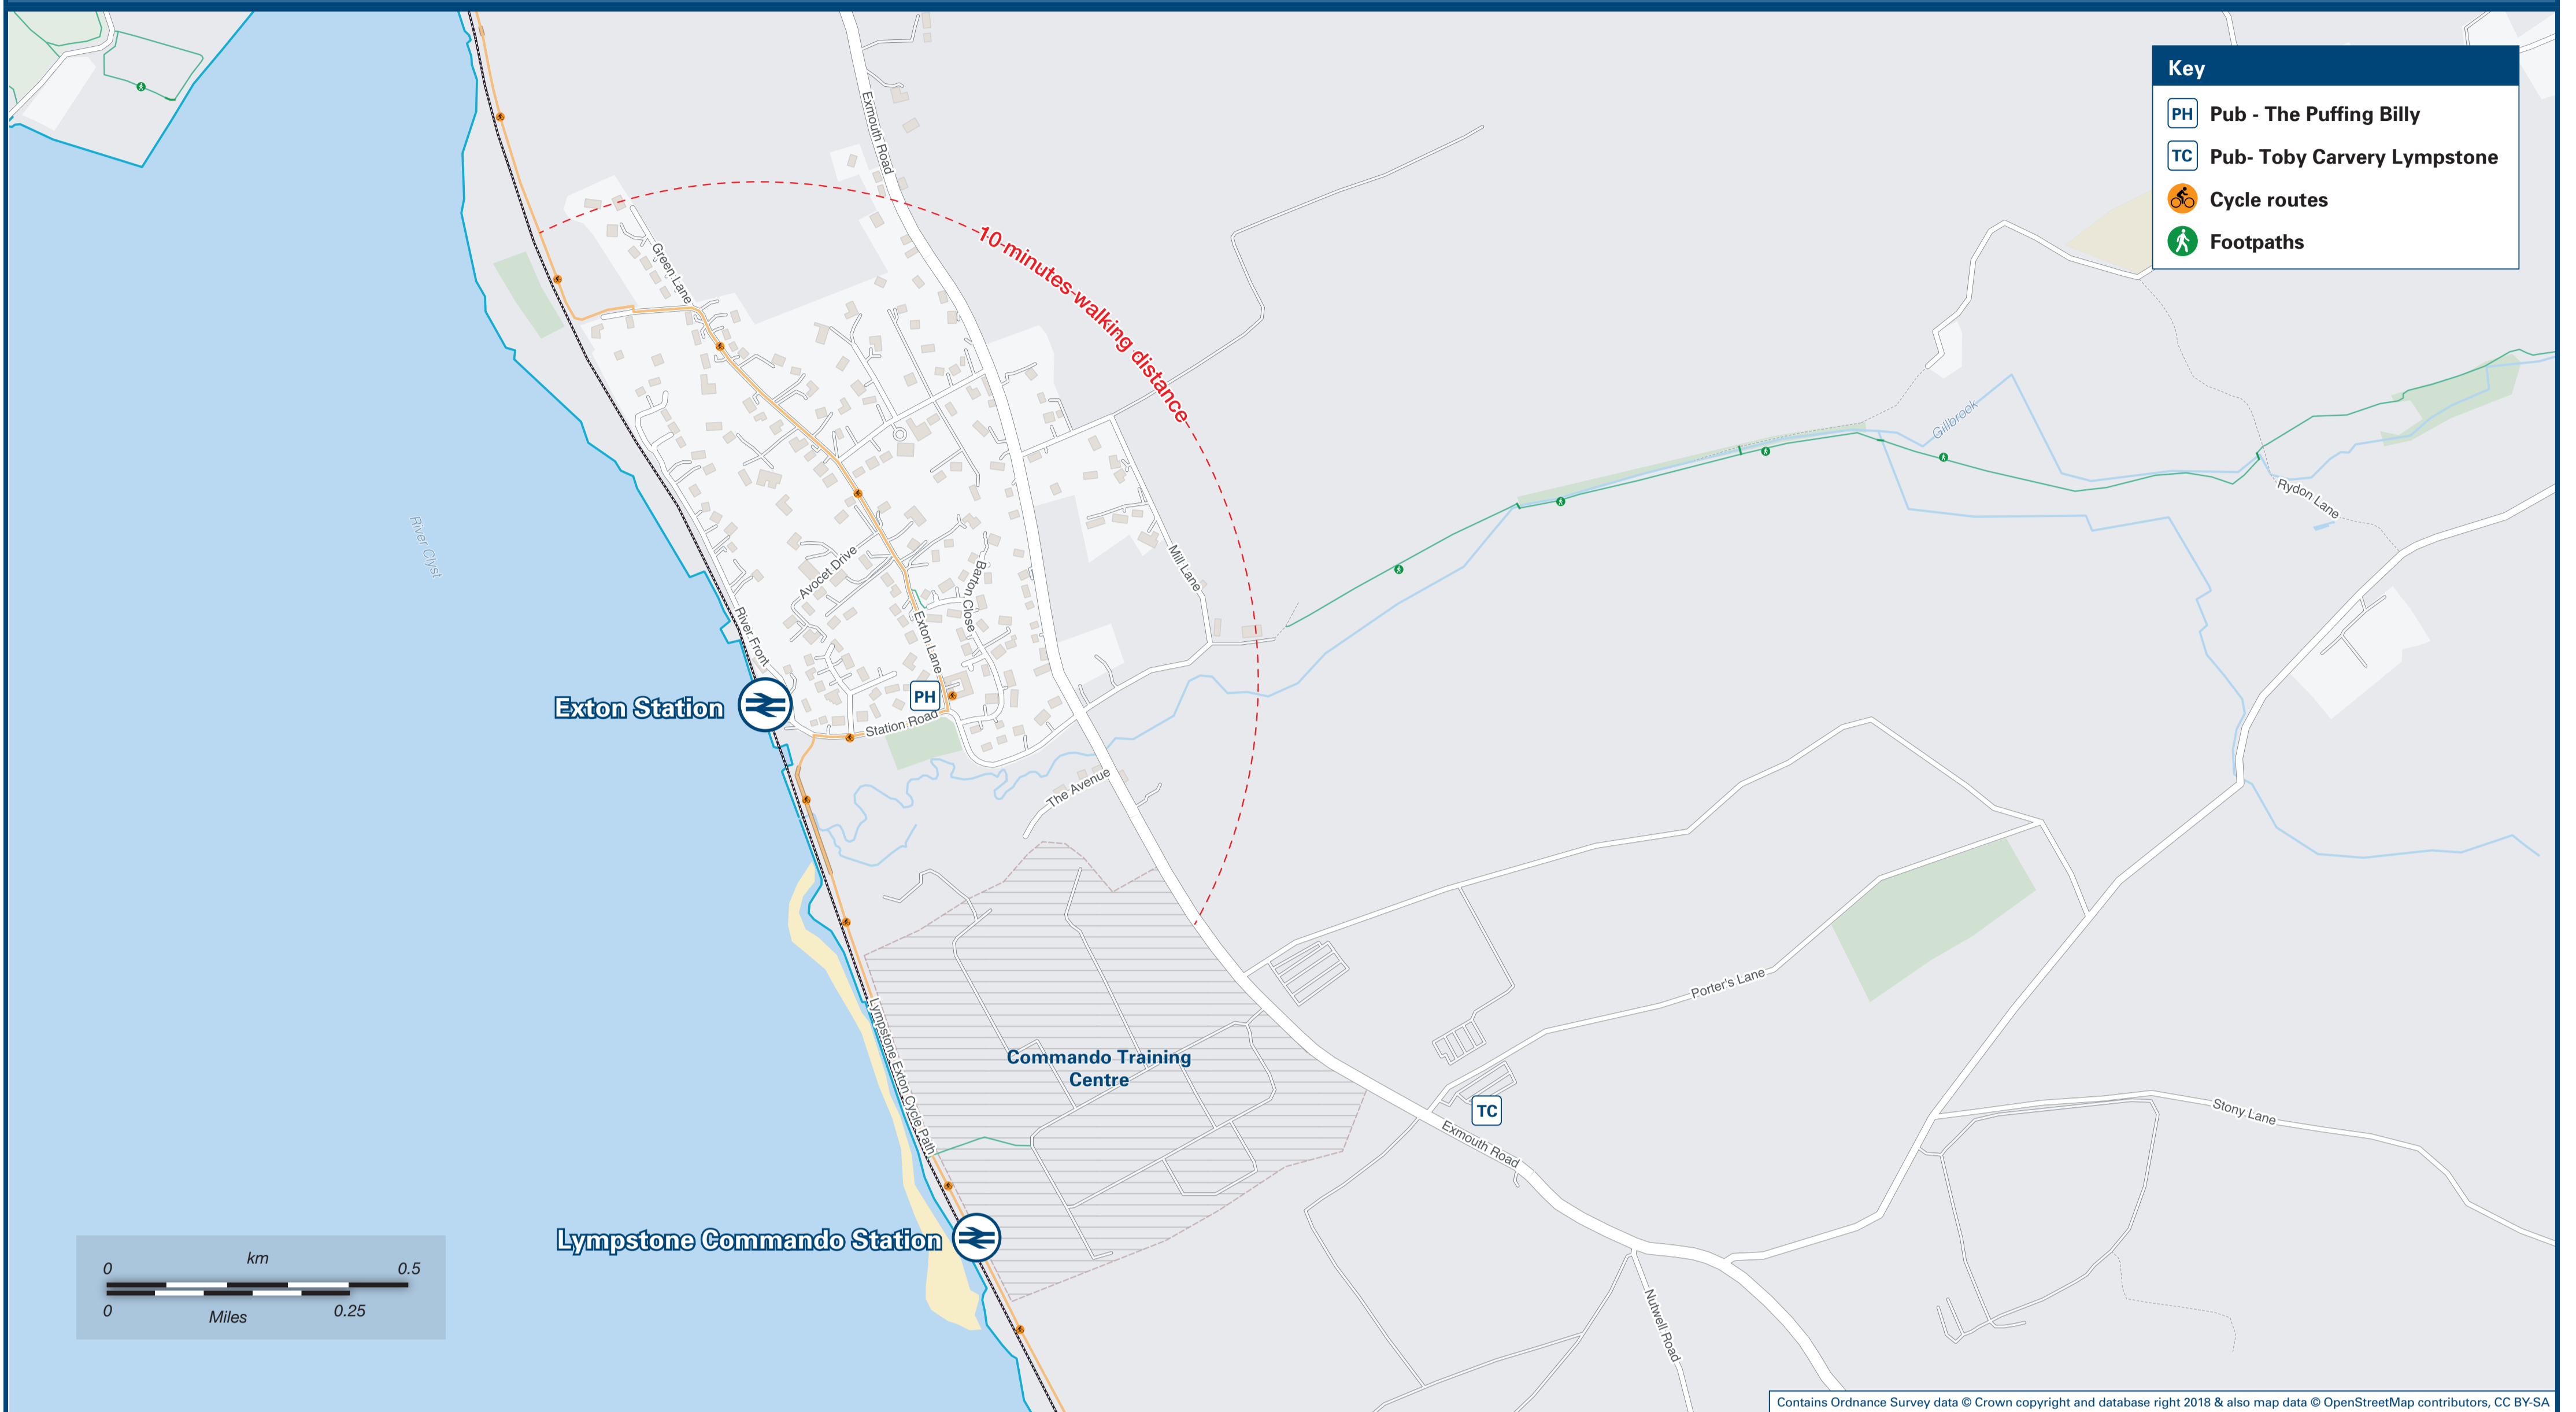 Key
PH Pub - The Puffing Billy
TC Pub- Toby Carvery Lympstone
Cycle routes
Footpaths
Exmouth Road
10 minutes walking distance
Green Lane
Gillbrook
Rydon Lane
River Clyst
Mill Lane
Avocet Drive
Barton Close
River Front
Exton Lane
PH
Exton Station
Station Road
The Avenue
Porter's Lane
Lympstone Exton Cycle Path
Commando Training
Centre
TC
Exmouth Road
Stony Lane
Lympstone Commando Station
Nutwell Road
km
0 0.5
0 0.25
Miles
Contains Ordnance Survey data © Crown copyright and database right 2018 & also map data © OpenStreetMap contributors, CC BY-SA